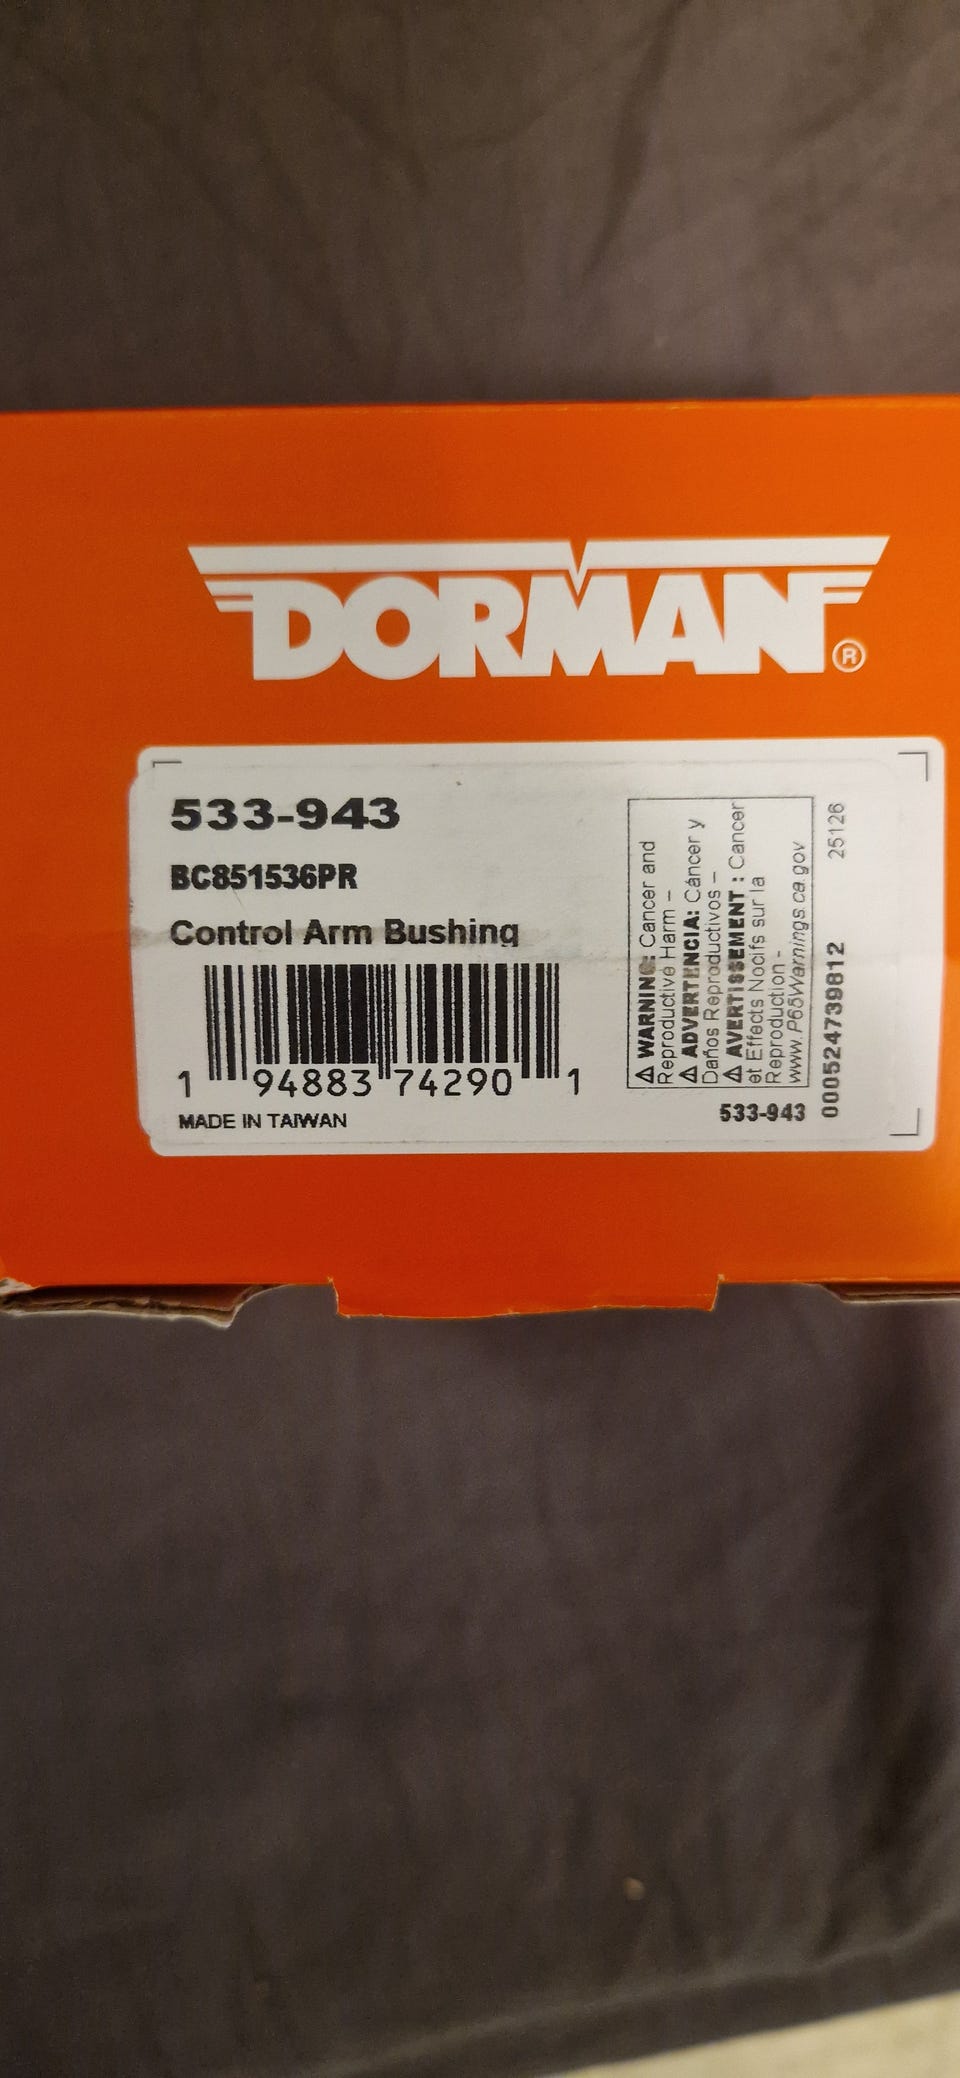 DORMAN®
533-943
BC851536PR
Control Arm Bushing
1 94883 74290 1
MADE IN TAIWAN
⚠ WARNING: Cancer and
Reproductive Harm -
⚠ ADVERTENCIA: Cáncer y
Daños Reproductivos -
⚠ AVERTISSEMENT : Cancer
et Effects Nocifs sur la
Reproduction -
www.P65Warnings.ca.gov
533-943
000524739812 25126